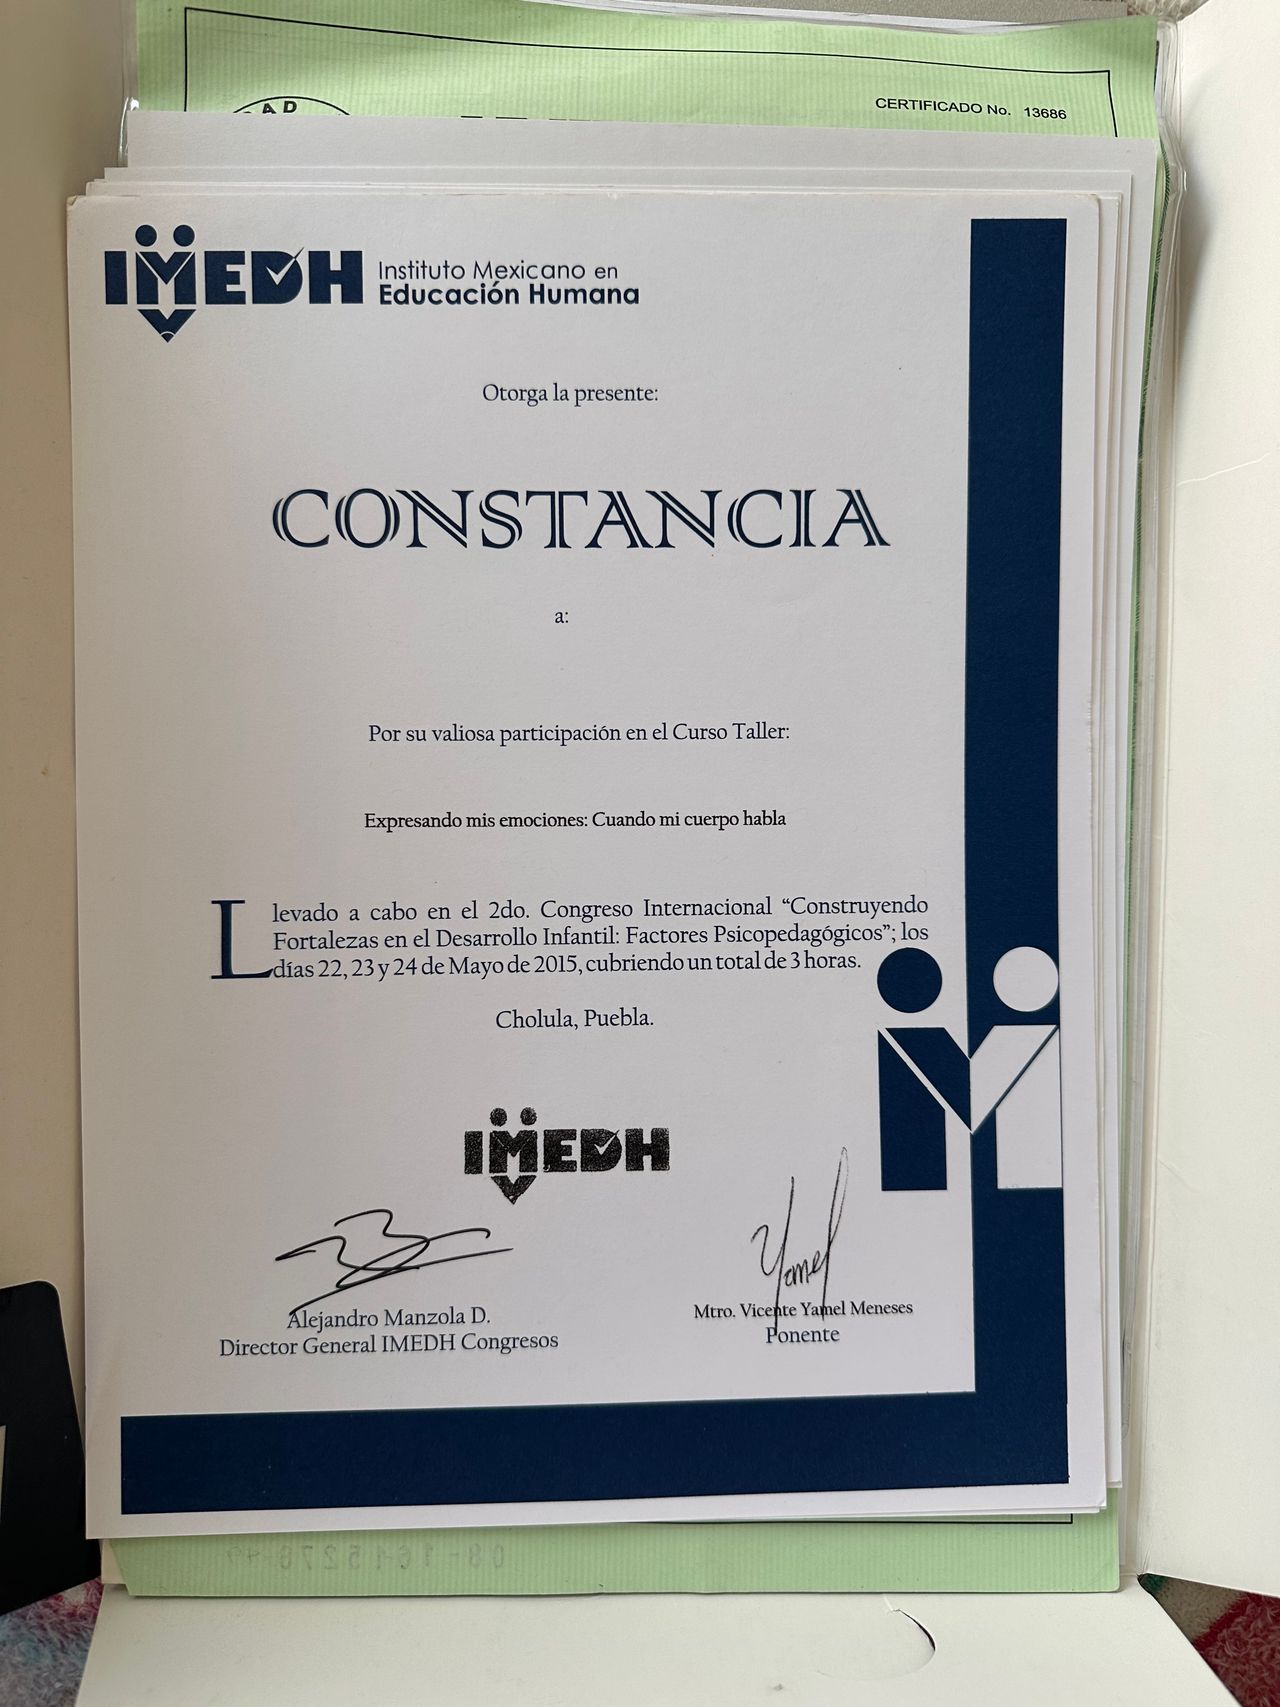 AD
CERTIFICADO No. 13686
IMEDH
Instituto Mexicano en
Educación Humana
Otorga la presente:
CONSTANCIA
a:
Por su valiosa participación en el Curso Taller:
Expresando mis emociones: Cuando mi cuerpo habla
Llevado a cabo en el 2do. Congreso Internacional “Construyendo
Fortalezas en el Desarrollo Infantil: Factores Psicopedagógicos”; los
días 22, 23 y 24 de Mayo de 2015, cubriendo un total de 3 horas.
Cholula, Puebla.
IMEDH
Yamel
Alejandro Manzola D.
Director General IMEDH Congresos
Mtro. Vicente Yamel Meneses
Ponente